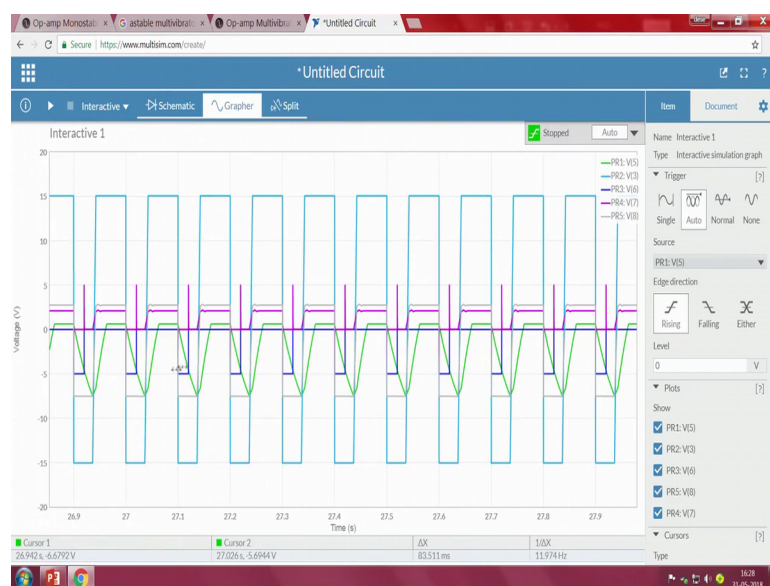 Op-amp Monostab
astable multivibrato
Op-amp Multivibra
*Untitled Circuit
Secure | https://www.multisim.com/create/
*Untitled Circuit
Interactive
Schematic
Grapher
Split
Item
Document
Interactive 1
Stopped
Auto
Name Interactive 1
Type Interactive simulation graph
Trigger
[?]
Single
Auto
Normal
None
Source
PR1: V(5)
Edge direction
Rising
Falling
Either
Level
0
V
Plots
[?]
Show
PR1: V(5)
PR2: V(3)
PR3: V(6)
PR5: V(8)
PR4: V(7)
Cursors
[?]
Type
PR1: V(5)
PR2: V(3)
PR3: V(6)
PR4: V(7)
PR5: V(8)
Voltage (V)
20
15
10
5
0
-5
-10
-15
-20
26.9
27
27.1
27.2
27.3
27.4
27.5
27.6
27.7
27.8
27.9
Time (s)
Cursor 1
Cursor 2
ΔX
1/ΔX
26.942 s, -6.6792 V
27.026 s, -5.6944 V
83.511 ms
11.974 Hz
16:28
31-05-2018